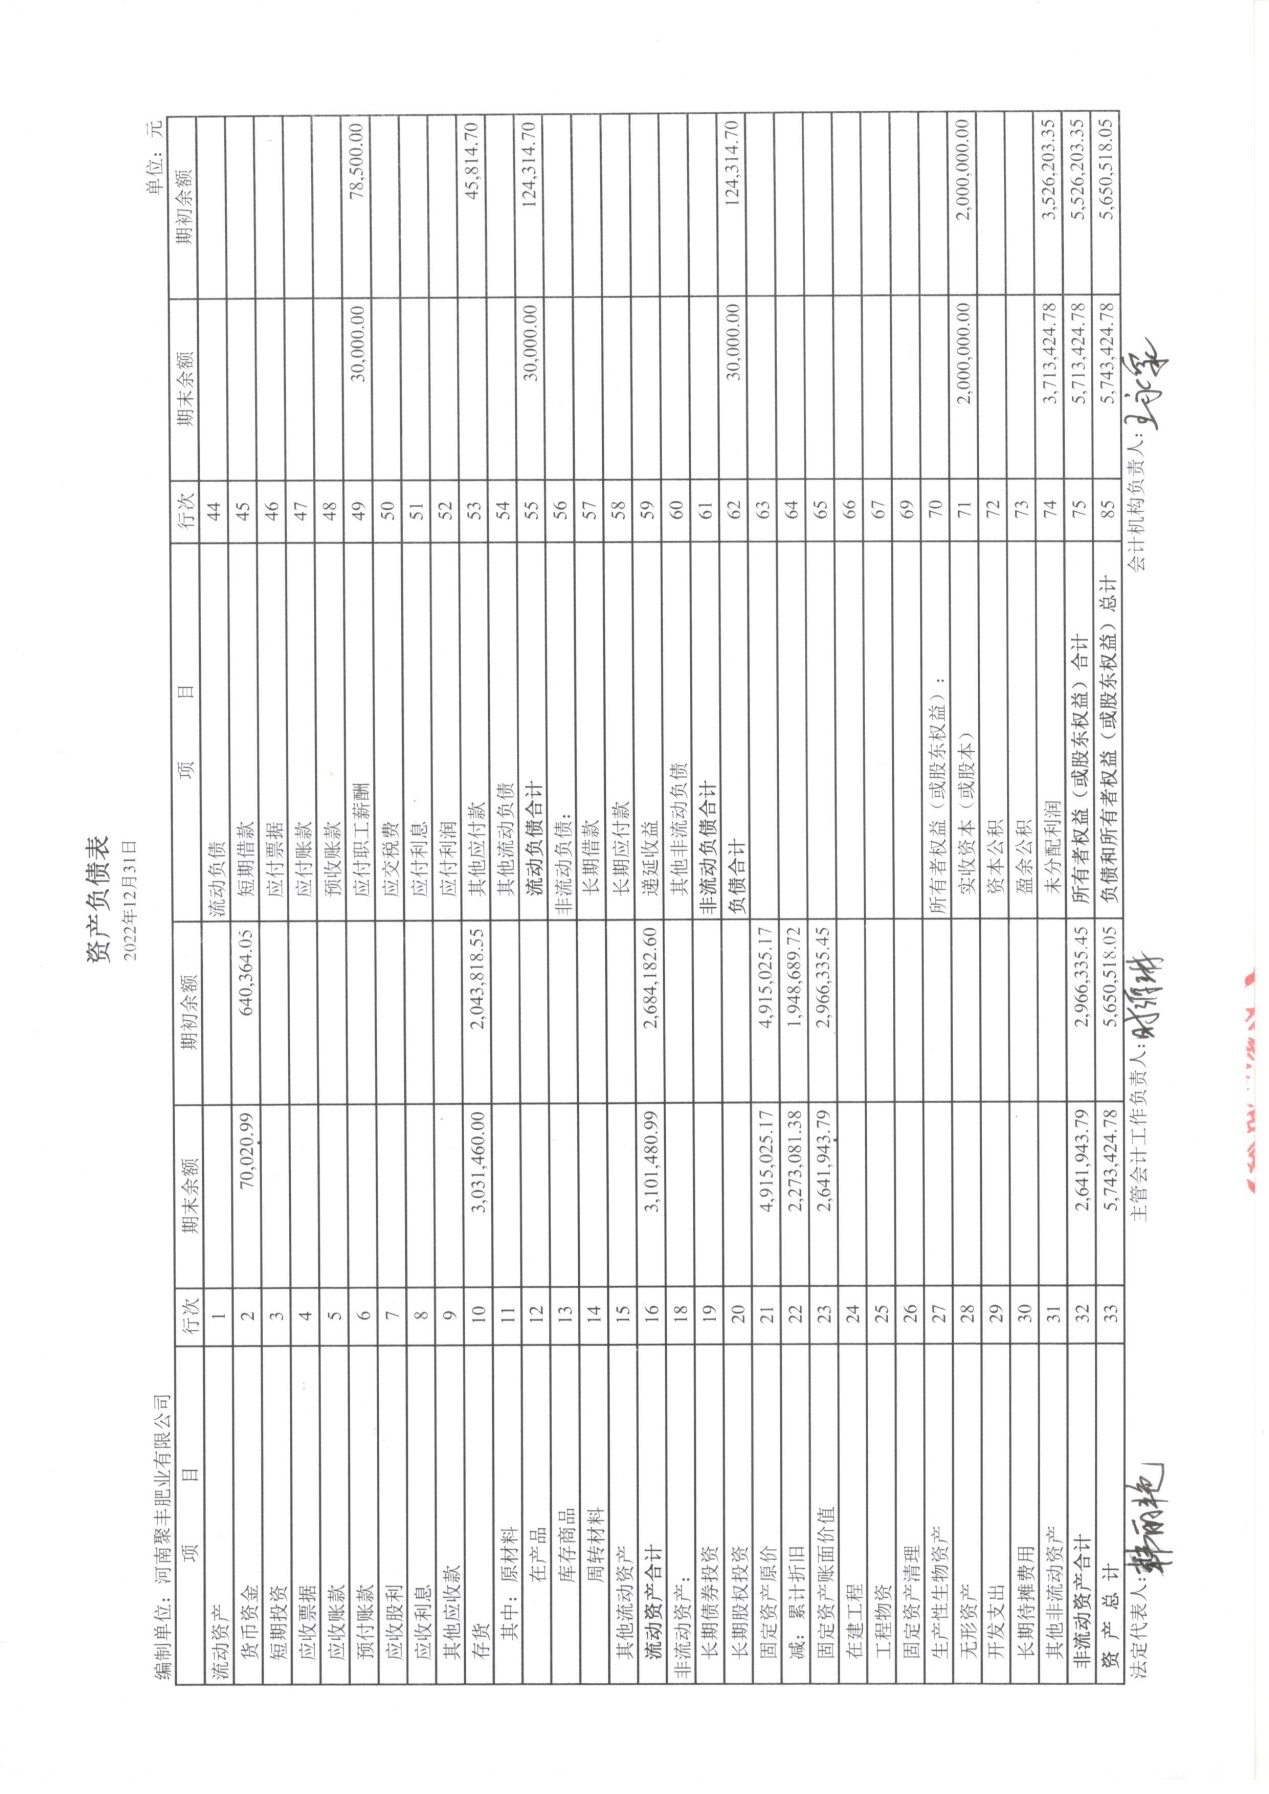 资产负债表
2022年12月31日
编制单位：河南聚丰肥业有限公司 单位：元
项 目 行次 期末余额 期初余额 项 目 行次 期末余额 期初余额
流动资产 1 流动负债 44
货币资金 2 70,020.99 640,364.05 短期借款 45
短期投资 3 应付票据 46
应收票据 4 应付账款 47
应收账款 5 预收账款 48
预付账款 6 应付职工薪酬 49 30,000.00 78,500.00
应收股利 7 应交税费 50
应收利息 8 应付利息 51
其他应收款 9 应付利润 52
存货 10 3,031,460.00 2,043,818.55 其他应付款 53 45,814.70
其中：原材料 11 其他流动负债 54
在产品 12 流动负债合计 55 30,000.00 124,314.70
库存商品 13 非流动负债： 56
周转材料 14 长期借款 57
其他流动资产 15 长期应付款 58
流动资产合计 16 3,101,480.99 2,684,182.60 递延收益 59
非流动资产： 18 其他非流动负债 60
长期债券投资 19 非流动负债合计 61
长期股权投资 20 负债合计 62 30,000.00 124,314.70
固定资产原价 21 4,915,025.17 4,915,025.17 63
减：累计折旧 22 2,273,081.38 1,948,689.72 64
固定资产账面价值 23 2,641,943.79 2,966,335.45 65
在建工程 24 66
工程物资 25 67
固定资产清理 26 69
生产性生物资产 27 所有者权益（或股东权益）： 70
无形资产 28 实收资本（或股本） 71 2,000,000.00 2,000,000.00
开发支出 29 资本公积 72
长期待摊费用 30 盈余公积 73
其他非流动资产 31 未分配利润 74 3,713,424.78 3,526,203.35
非流动资产合计 32 2,641,943.79 2,966,335.45 所有者权益（或股东权益）合计 75 5,713,424.78 5,526,203.35
资 产 总 计 33 5,743,424.78 5,650,518.05 负债和所有者权益（或股东权益）总计 85 5,743,424.78 5,650,518.05
法定代表人： 主管会计工作负责人： 会计机构负责人：